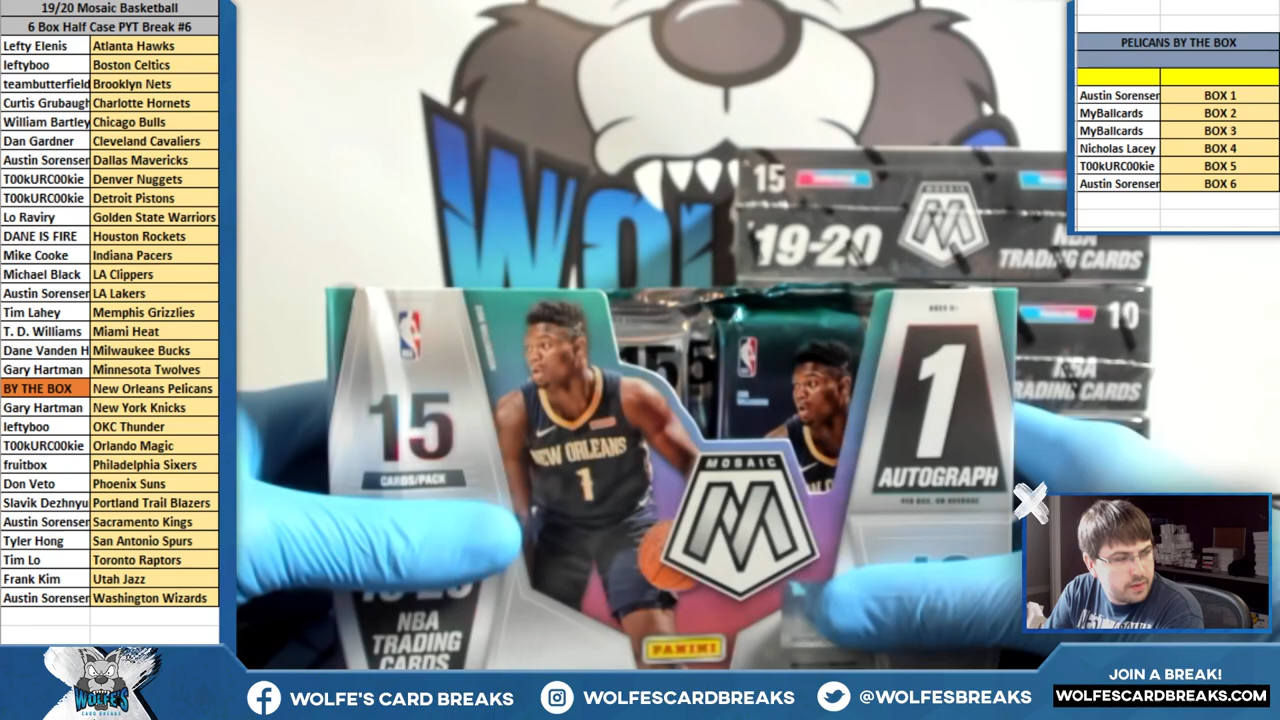 19/20 Mosaic Basketball
6 Box Half Case PYT Break #6
Lefty Elenis Atlanta Hawks
leftyboo Boston Celtics
teambutterfield Brooklyn Nets
Curtis Grubaugh Charlotte Hornets
William Bartley Chicago Bulls
Dan Gardner Cleveland Cavaliers
Austin Sorensen Dallas Mavericks
T00kURC00kie Denver Nuggets
T00kURC00kie Detroit Pistons
Lo Raviry Golden State Warriors
DANE IS FIRE Houston Rockets
Mike Cooke Indiana Pacers
Michael Black LA Clippers
Austin Sorensen LA Lakers
Tim Lahey Memphis Grizzlies
T. D. Williams Miami Heat
Dane Vanden H Milwaukee Bucks
Gary Hartman Minnesota Twolves
BY THE BOX New Orleans Pelicans
Gary Hartman New York Knicks
leftyboo OKC Thunder
T00kURC00kie Orlando Magic
fruitbox Philadelphia Sixers
Don Veto Phoenix Suns
Slavik Dezhnyu Portland Trail Blazers
Austin Sorensen Sacramento Kings
Tyler Hong San Antonio Spurs
Tim Lo Toronto Raptors
Frank Kim Utah Jazz
Austin Sorensen Washington Wizards
PELICANS BY THE BOX
Austin Sorensen BOX 1
MyBallcards BOX 2
MyBallcards BOX 3
Nicholas Lacey BOX 4
T00kURC00kie BOX 5
Austin Sorensen BOX 6
15
MOSAIC
19-20
NBA
TRADING CARDS
10
NBA
TRADING CARDS
NBA
15
CARDS/PACK
NBA
TRADING
CARDS
NEW ORLEANS
1
MOSAIC
PANINI
NBA
1
AUTOGRAPH
WOLFE'S
CARD BREAKS
WOLFE'S CARD BREAKS
WOLFESCARDBREAKS
@WOLFESBREAKS
JOIN A BREAK!
WOLFESCARDBREAKS.COM